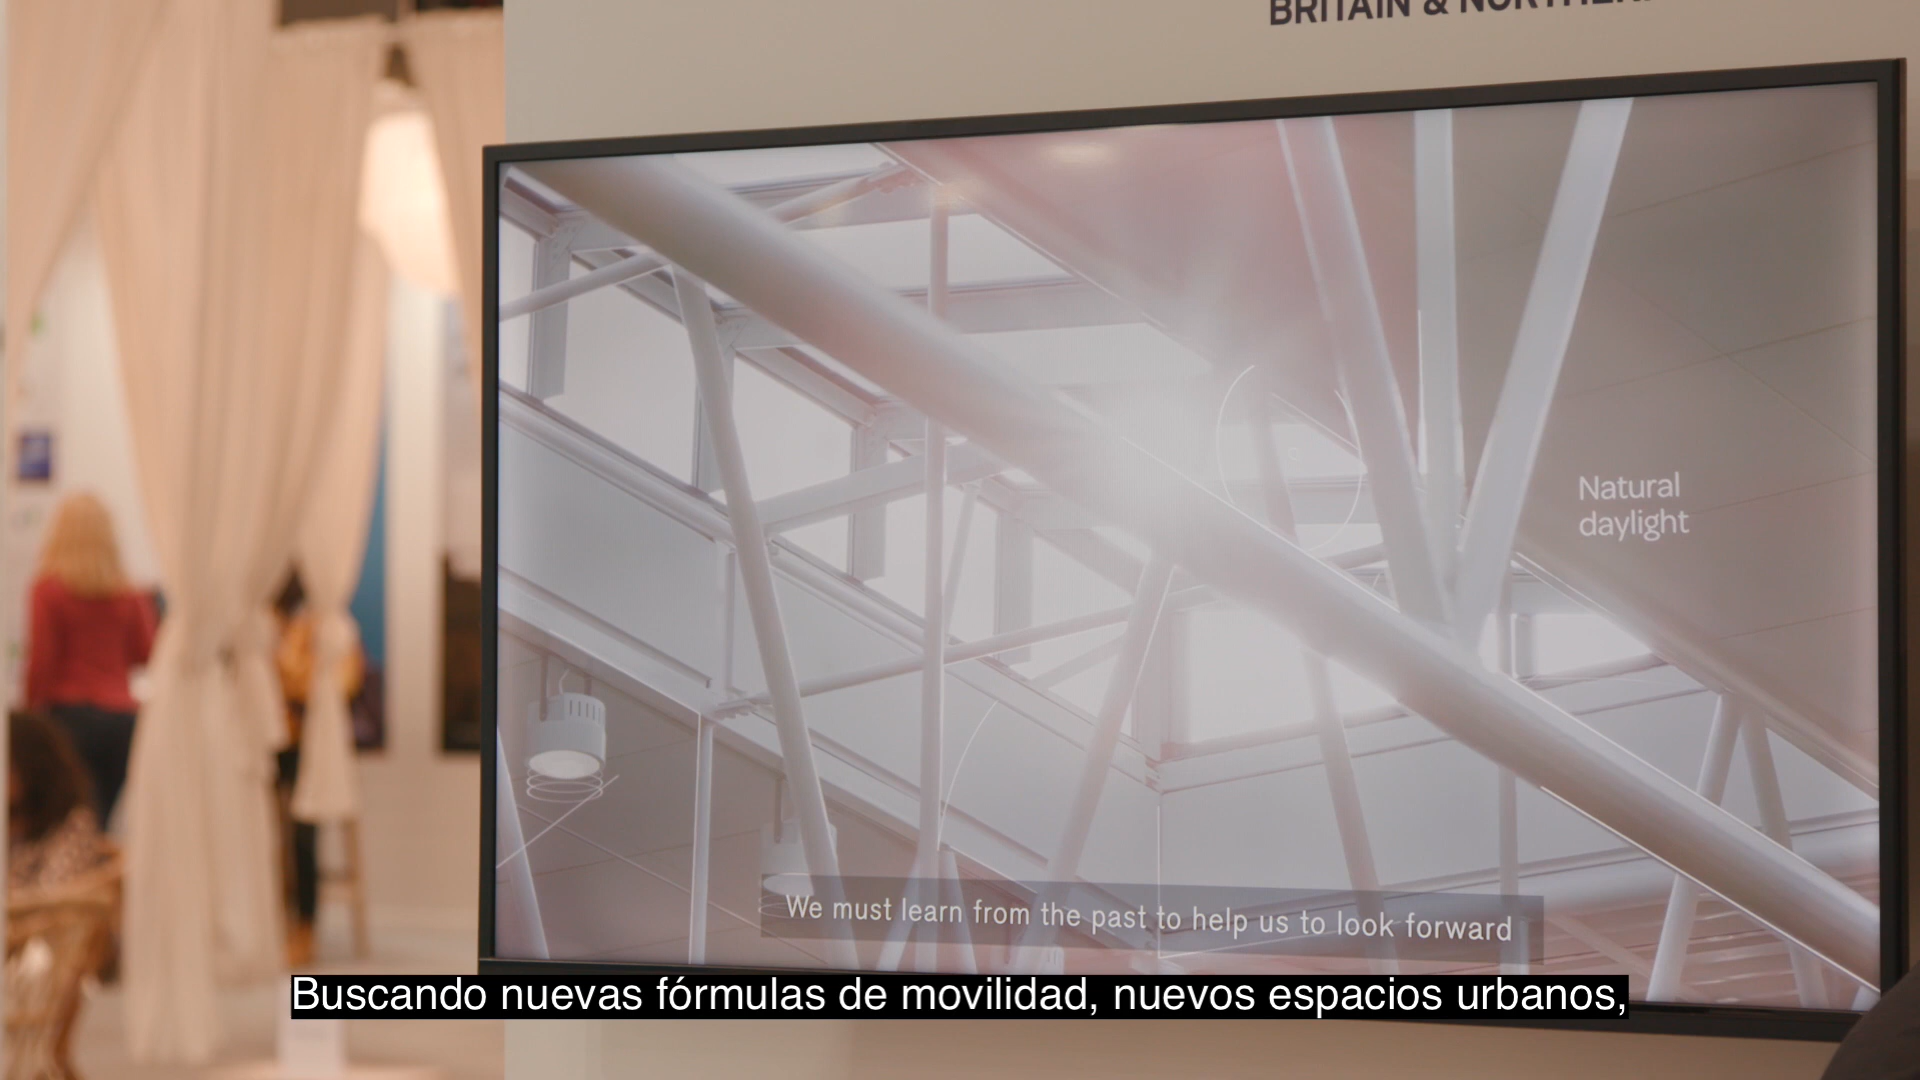 BRITAIN & NORTHERN
Natural
daylight
We must learn from the past to help us to look forward
Buscando nuevas fórmulas de movilidad, nuevos espacios urbanos,